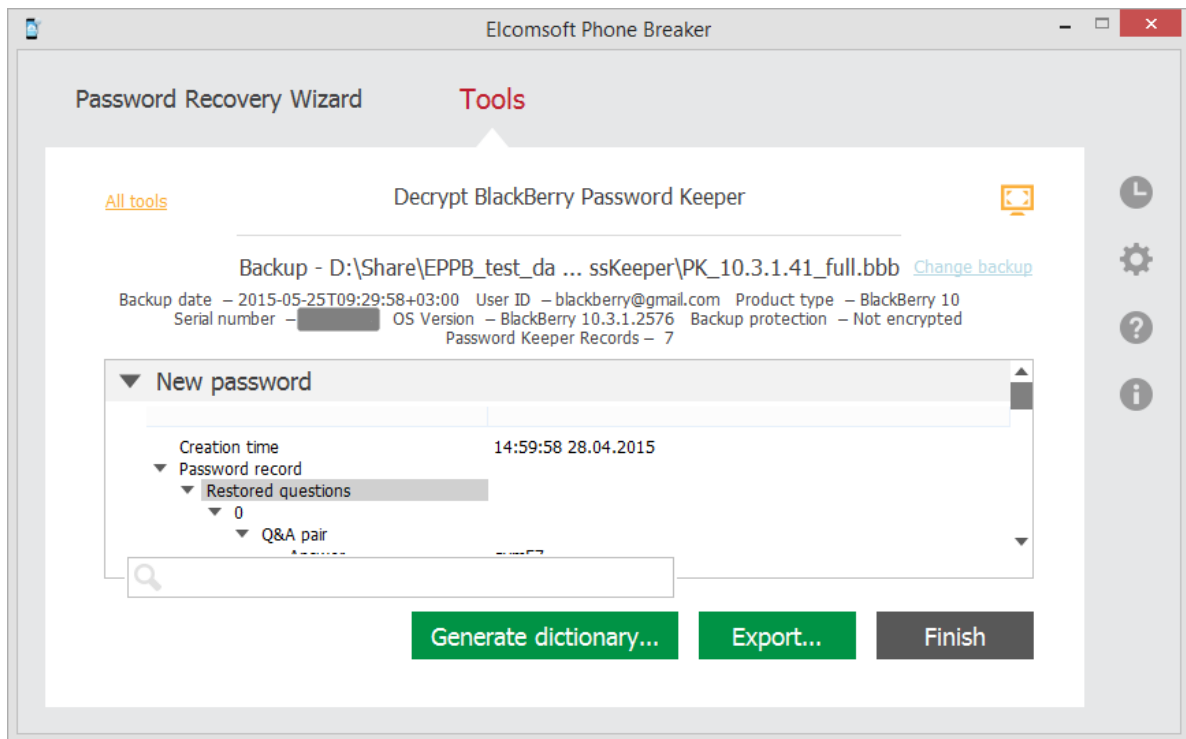 Elcomsoft Phone Breaker
Password Recovery Wizard Tools
All tools
Decrypt BlackBerry Password Keeper
Backup - D:\Share\EPPB_test_da ... ssKeeper\PK_10.3.1.41_full.bbb Change backup
Backup date – 2015-05-25T09:29:58+03:00 User ID – blackberry@gmail.com Product type – BlackBerry 10
Serial number – OS Version – BlackBerry 10.3.1.2576 Backup protection – Not encrypted
Password Keeper Records – 7
New password
Creation time 14:59:58 28.04.2015
Password record
Restored questions
0
Q&A pair
Generate dictionary... Export... Finish